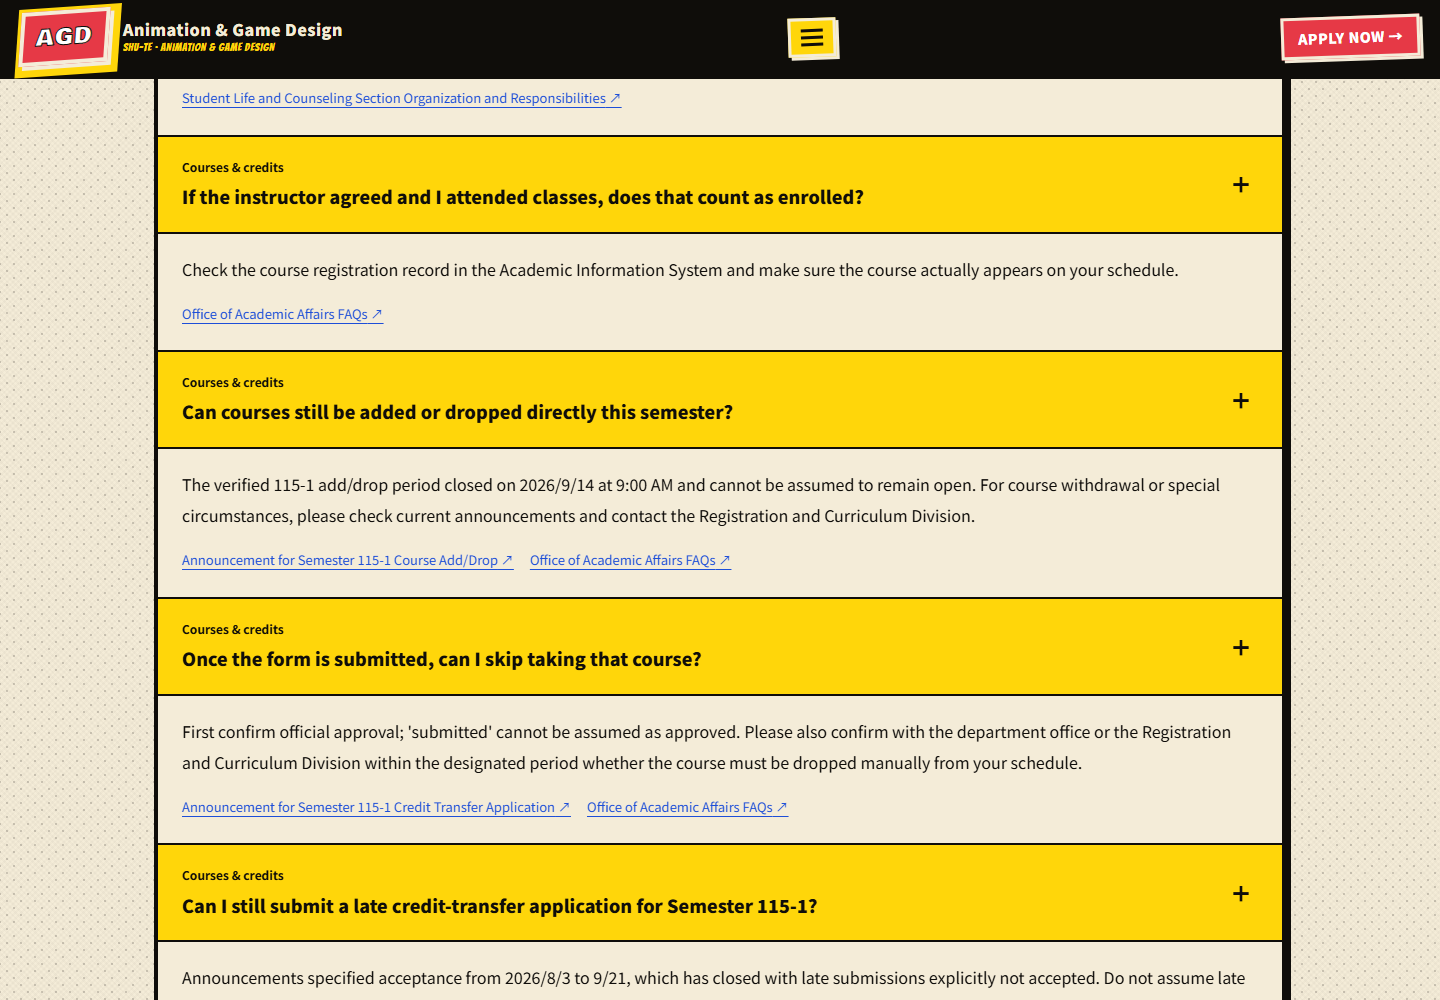 AGD
Animation & Game Design
SHU-TE · ANIMATION & GAME DESIGN
APPLY NOW →
Student Life and Counseling Section Organization and Responsibilities ↗
Courses & credits
If the instructor agreed and I attended classes, does that count as enrolled?
+
Check the course registration record in the Academic Information System and make sure the course actually appears on your schedule.
Office of Academic Affairs FAQs ↗
Courses & credits
Can courses still be added or dropped directly this semester?
+
The verified 115-1 add/drop period closed on 2026/9/14 at 9:00 AM and cannot be assumed to remain open. For course withdrawal or special
circumstances, please check current announcements and contact the Registration and Curriculum Division.
Announcement for Semester 115-1 Course Add/Drop ↗ Office of Academic Affairs FAQs ↗
Courses & credits
Once the form is submitted, can I skip taking that course?
+
First confirm official approval; 'submitted' cannot be assumed as approved. Please also confirm with the department office or the Registration
and Curriculum Division within the designated period whether the course must be dropped manually from your schedule.
Announcement for Semester 115-1 Credit Transfer Application ↗ Office of Academic Affairs FAQs ↗
Courses & credits
Can I still submit a late credit-transfer application for Semester 115-1?
+
Announcements specified acceptance from 2026/8/3 to 9/21, which has closed with late submissions explicitly not accepted. Do not assume late